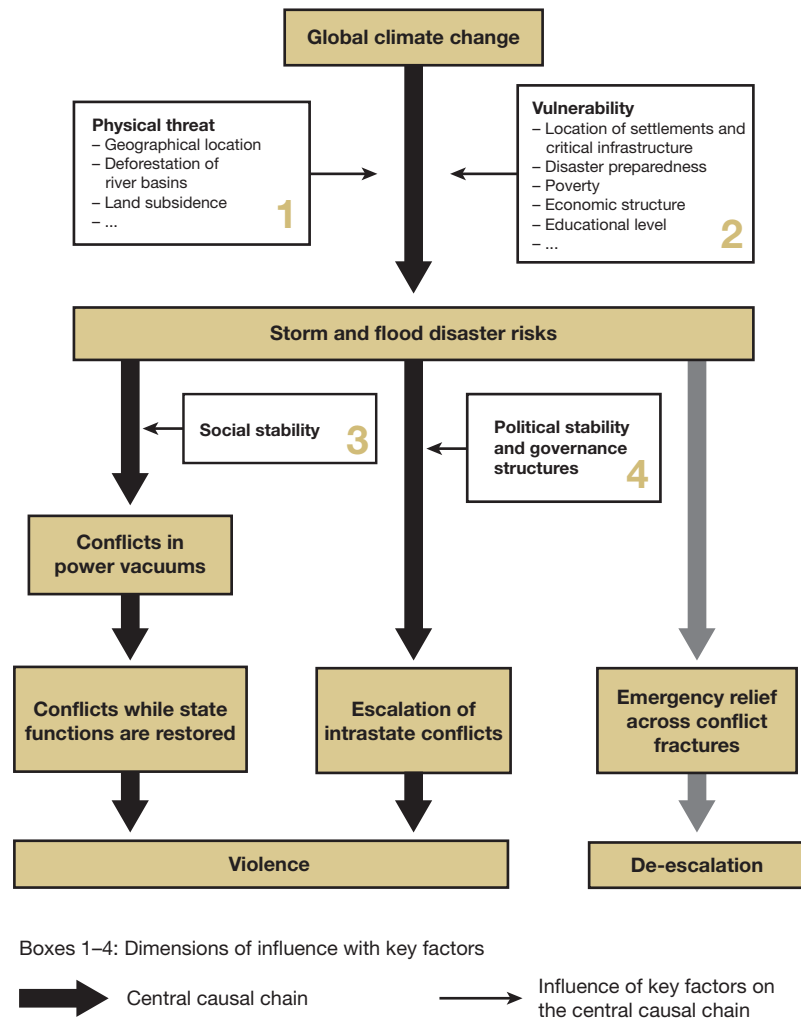 Global climate change
Physical threat
– Geographical location
– Deforestation of
river basins
– Land subsidence
– ...
1
Vulnerability
– Location of settlements and
critical infrastructure
– Disaster preparedness
– Poverty
– Economic structure
– Educational level
– ...
2
Storm and flood disaster risks
Social stability
3
Political stability
and governance
structures
4
Conflicts in
power vacuums
Conflicts while state
functions are restored
Escalation of
intrastate conflicts
Emergency relief
across conflict
fractures
Violence
De-escalation
Boxes 1–4: Dimensions of influence with key factors
Central causal chain
Influence of key factors on
the central causal chain